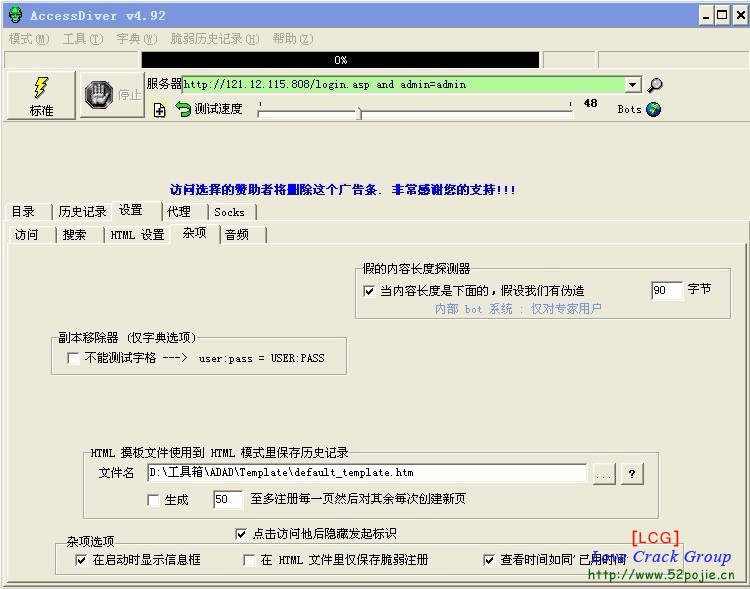 AccessDiver v4.92
模式(M) 工具(T) 字典(W) 脆弱历史记录(H) 帮助(Z)
0%
标准
停止
服务器 http://121.12.115.808/login.asp and admin=admin
测试速度 48 Bots
访问选择的赞助者将删除这个广告条. 非常感谢您的支持!!!
目录 历史记录 设置 代理 Socks
访问 搜索 HTML 设置 杂项 音频
假的内容长度探测器
当内容长度是下面的,假设我们有伪造 90 字节
内部 bot 系统 : 仅对专家用户
副本移除器 (仅字典选项)
不能测试字格 ---> user:pass = USER:PASS
HTML 摸板文件使用到 HTML 模式里保存历史记录
文件名 D:\工具箱\ADAD\Template\default_template.htm ... ?
生成 50 至多注册每一页然后对其余每次创建新页
点击访问他后隐藏发起标识
杂项选项
在启动时显示信息框 在 HTML 文件里仅保存脆弱注册 查看时间如同'已用时间'
[LCG]
Love Crack Group
http://www.52pojie.cn